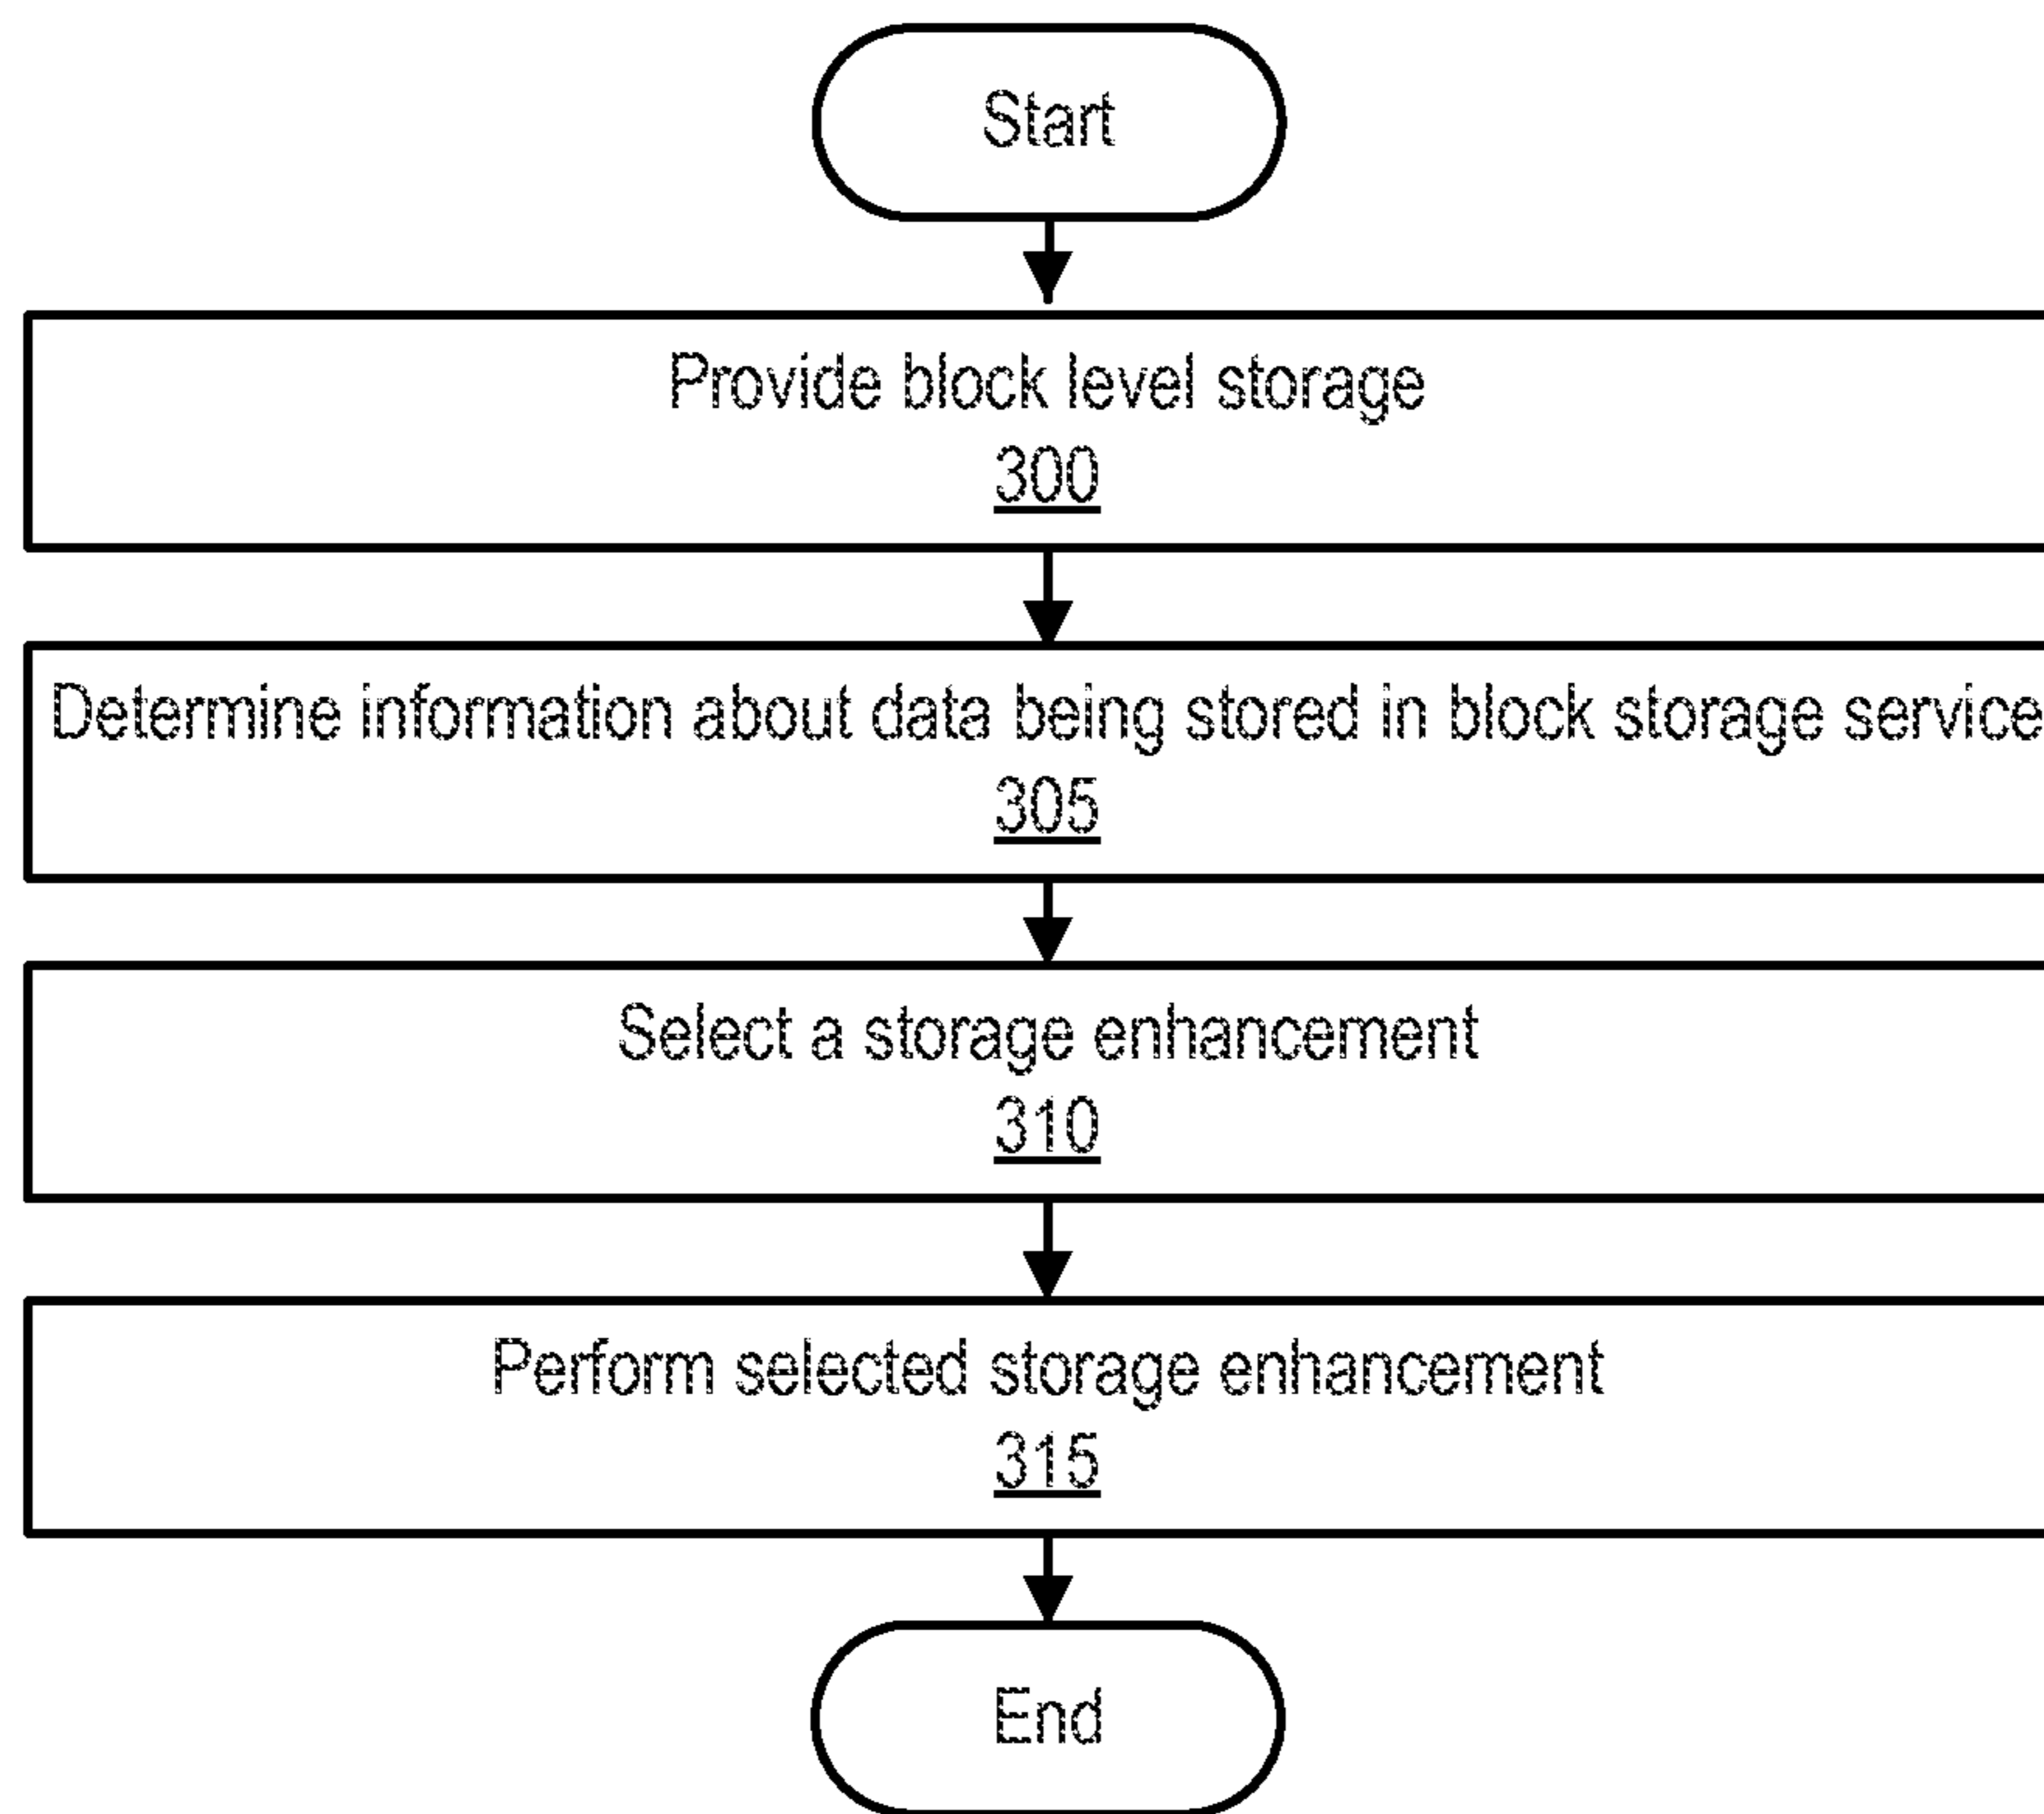 Start
Provide block level storage
300
Determine information about data being stored in block storage service
305
Select a storage enhancement
310
Perform selected storage enhancement
315
End